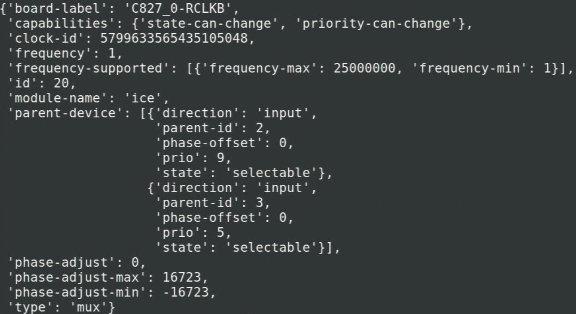 {'board-label': 'C827_0-RCLKB',
 'capabilities': {'state-can-change', 'priority-can-change'},
 'clock-id': 5799633565435105048,
 'frequency': 1,
 'frequency-supported': [{'frequency-max': 25000000, 'frequency-min': 1}],
 'id': 20,
 'module-name': 'ice',
 'parent-device': [{'direction': 'input',
                    'parent-id': 2,
                    'phase-offset': 0,
                    'prio': 9,
                    'state': 'selectable'},
                   {'direction': 'input',
                    'parent-id': 3,
                    'phase-offset': 0,
                    'prio': 5,
                    'state': 'selectable'}],
 'phase-adjust': 0,
 'phase-adjust-max': 16723,
 'phase-adjust-min': -16723,
 'type': 'mux'}